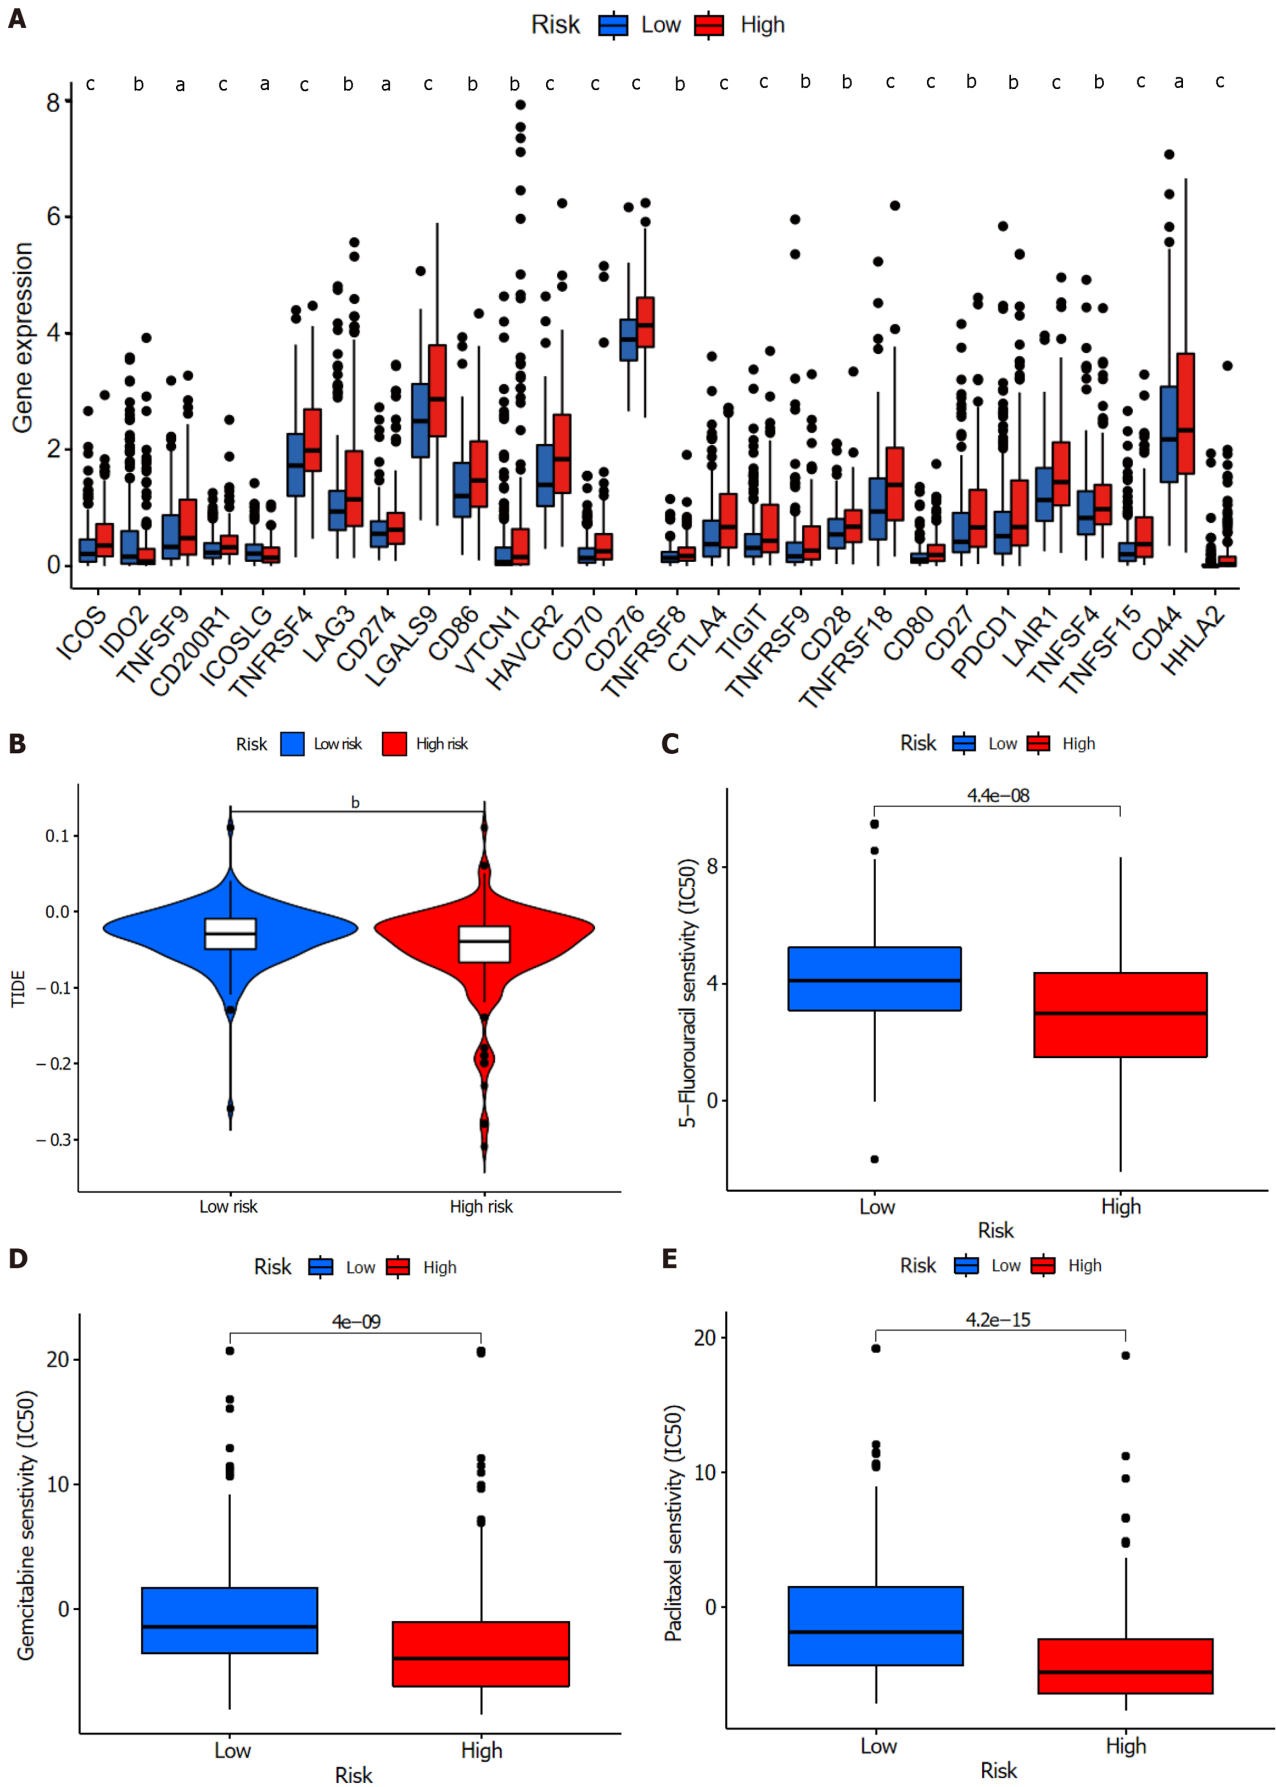 A
Risk Low High
c b a c a c b a c b b c c c b c c b b c c b b c b c a c
Gene expression
8
6
4
2
0
ICOS IDO2 TNFSF9 CD200R1 ICOSLG TNFRSF4 LAG3 CD274 LGALS9 CD86 VTCN1 HAVCR2 CD70 CD276 TNFRSF8 CTLA4 TIGIT TNFRSF9 CD28 TNFRSF18 CD80 CD27 PDCD1 LAIR1 TNFSF4 TNFSF15 CD44 HHLA2
B
Risk Low risk High risk
b
TIDE
0.1
0.0
−0.1
−0.2
−0.3
Low risk High risk
C
Risk Low High
4.4e−08
5−Fluorouracil senstivity (IC50)
8
4
0
Low High
Risk
D
Risk Low High
4e−09
Gemcitabine senstivity (IC50)
20
10
0
Low High
Risk
E
Risk Low High
4.2e−15
Paclitaxel senstivity (IC50)
20
10
0
Low High
Risk